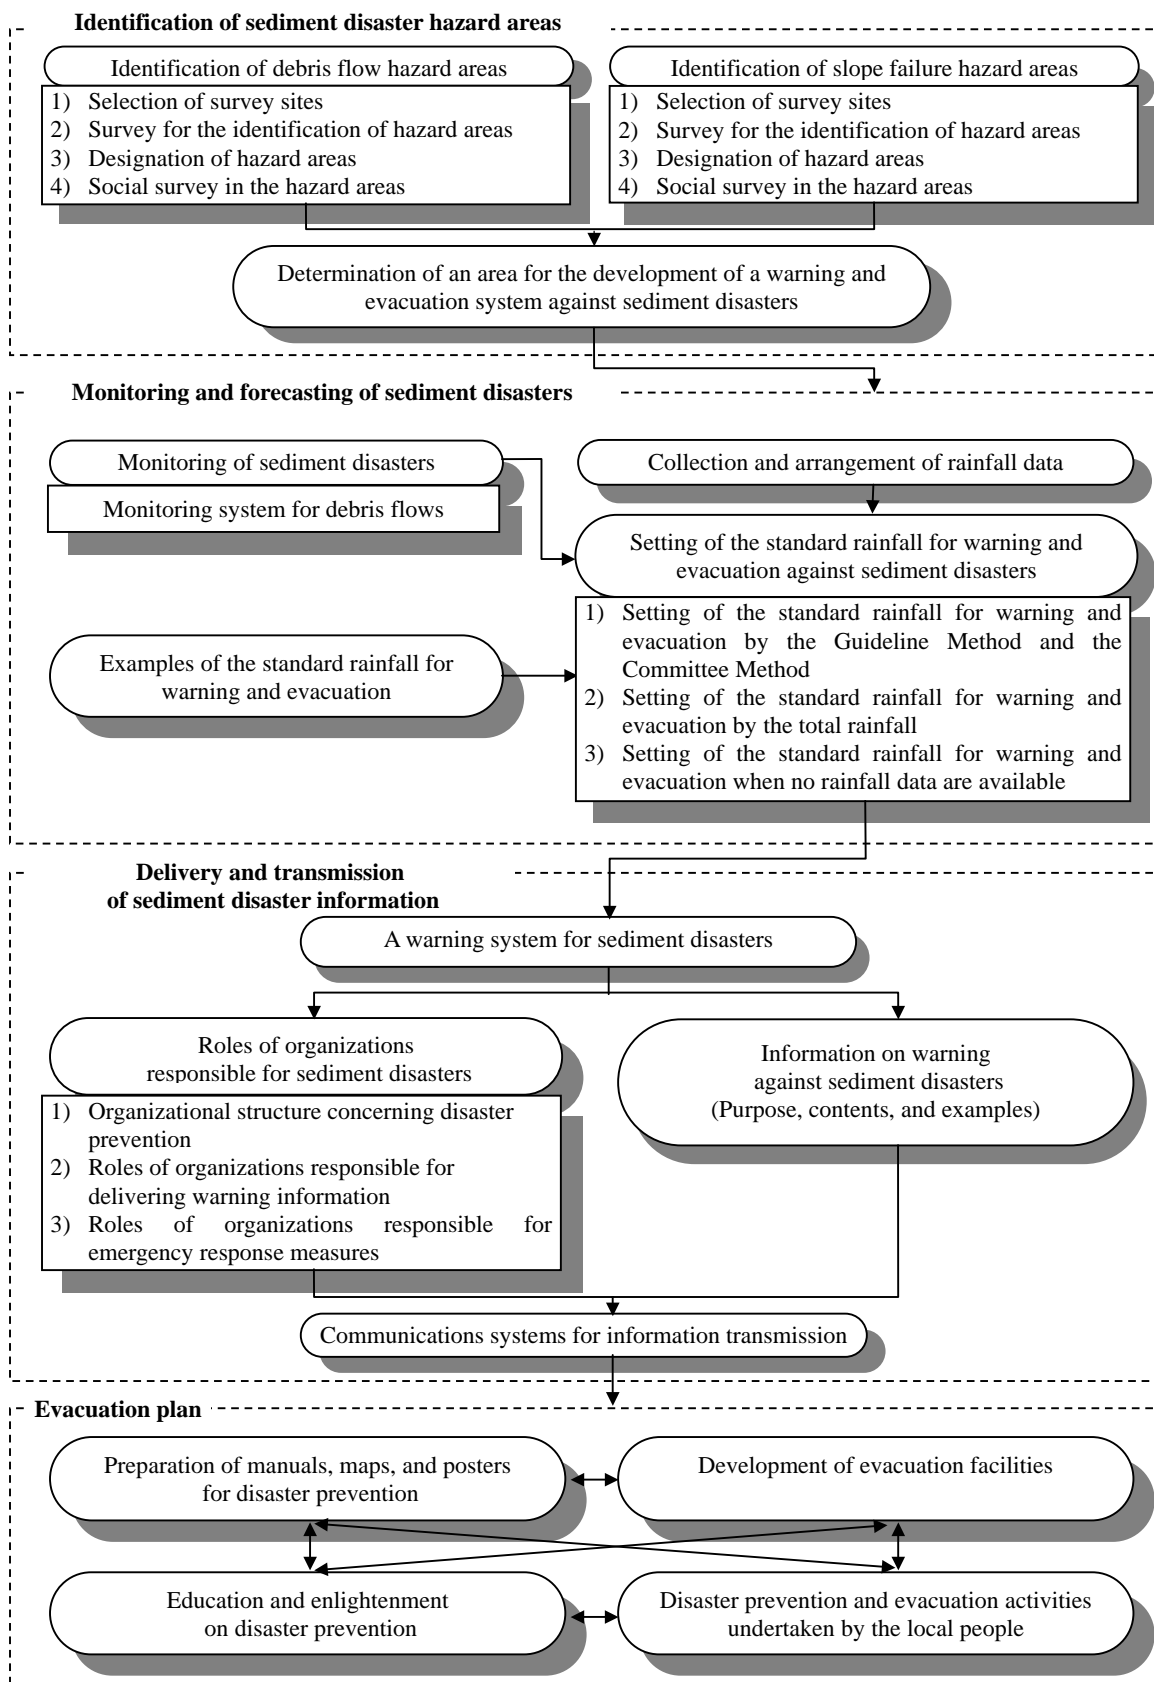 Identification of sediment disaster hazard areas
Identification of debris flow hazard areas
1) Selection of survey sites
2) Survey for the identification of hazard areas
3) Designation of hazard areas
4) Social survey in the hazard areas
Identification of slope failure hazard areas
1) Selection of survey sites
2) Survey for the identification of hazard areas
3) Designation of hazard areas
4) Social survey in the hazard areas
Determination of an area for the development of a warning and
evacuation system against sediment disasters
Monitoring and forecasting of sediment disasters
Monitoring of sediment disasters
Monitoring system for debris flows
Collection and arrangement of rainfall data
Setting of the standard rainfall for warning and
evacuation against sediment disasters
1) Setting of the standard rainfall for warning and
evacuation by the Guideline Method and the
Committee Method
2) Setting of the standard rainfall for warning and
evacuation by the total rainfall
3) Setting of the standard rainfall for warning and
evacuation when no rainfall data are available
Examples of the standard rainfall for
warning and evacuation
Delivery and transmission
of sediment disaster information
A warning system for sediment disasters
Roles of organizations
responsible for sediment disasters
1) Organizational structure concerning disaster
prevention
2) Roles of organizations responsible for
delivering warning information
3) Roles of organizations responsible for
emergency response measures
Information on warning
against sediment disasters
(Purpose, contents, and examples)
Communications systems for information transmission
Evacuation plan
Preparation of manuals, maps, and posters
for disaster prevention
Development of evacuation facilities
Education and enlightenment
on disaster prevention
Disaster prevention and evacuation activities
undertaken by the local people